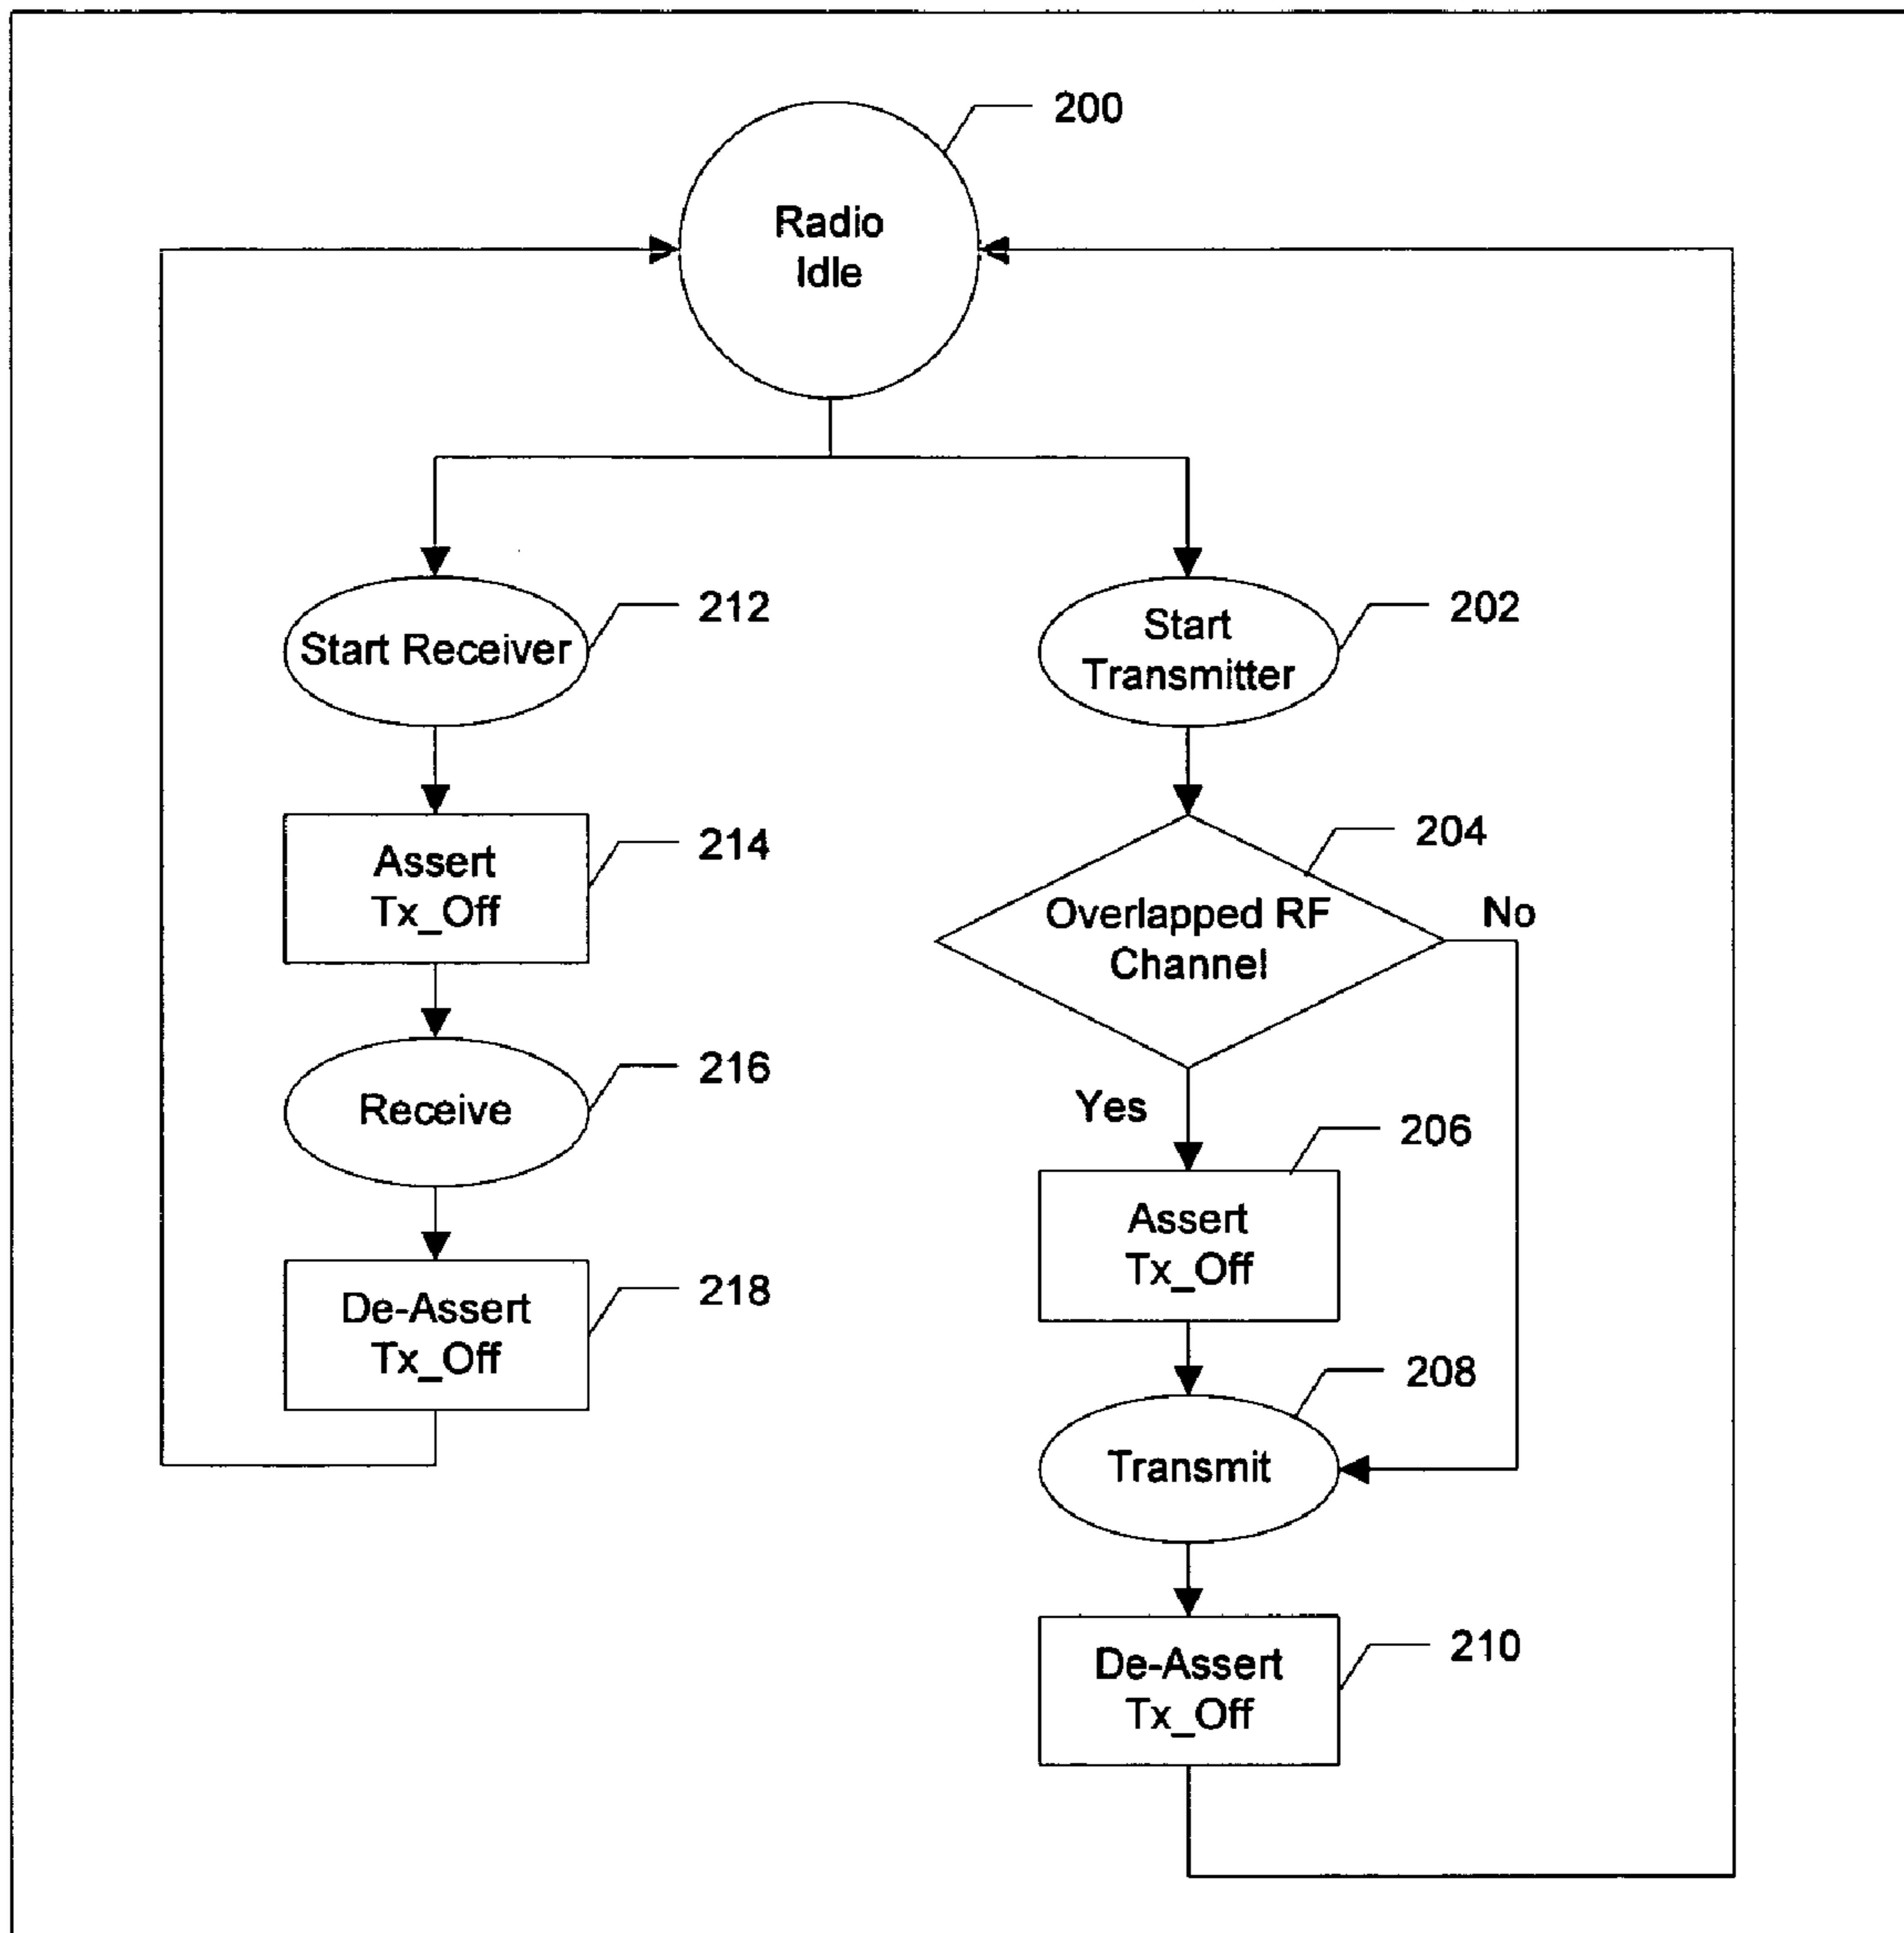 200
Radio
Idle
212
Start Receiver
202
Start
Transmitter
214
Assert
Tx_Off
204
Overlapped RF
Channel
No
216
Receive
Yes
206
Assert
Tx_Off
218
De-Assert
Tx_Off
208
Transmit
210
De-Assert
Tx_Off